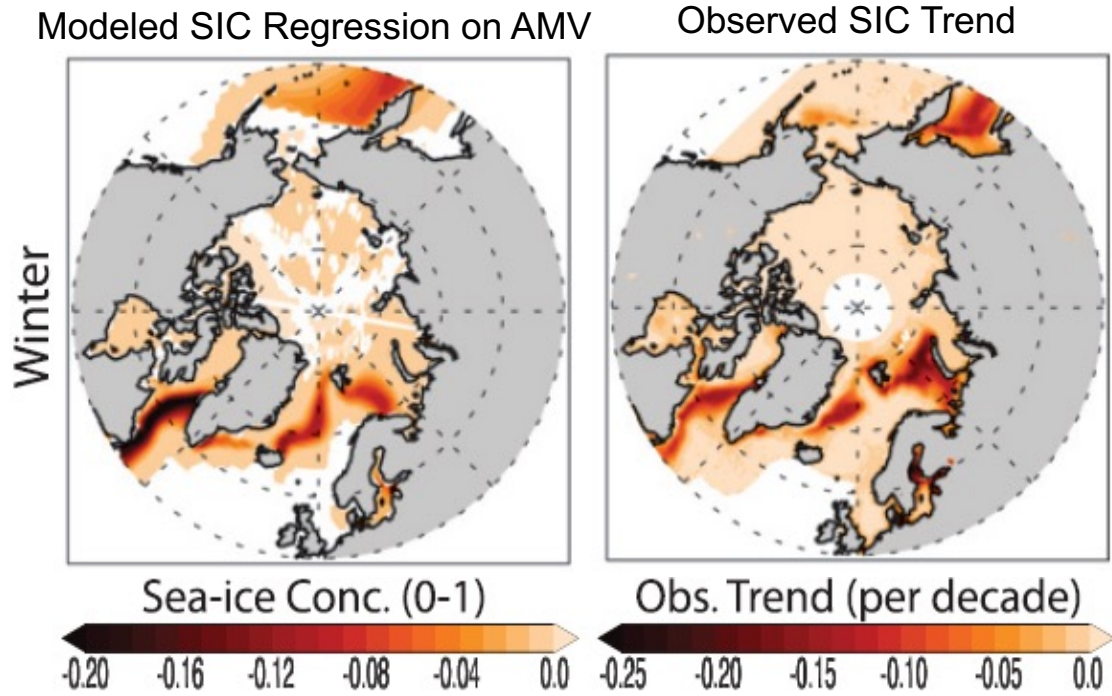 Modeled SIC Regression on AMV
Observed SIC Trend
Winter
Sea-ice Conc. (0-1)
Obs. Trend (per decade)
-0.20 -0.16 -0.12 -0.08 -0.04 0.0
-0.25 -0.20 -0.15 -0.10 -0.05 0.0